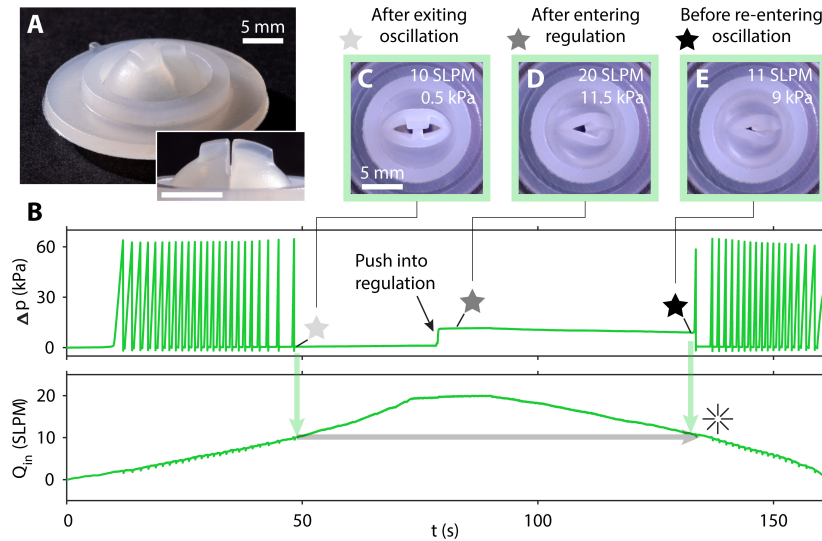 A
5 mm
After exiting
oscillation
After entering
regulation
Before re-entering
oscillation
C
10 SLPM
0.5 kPa
5 mm
D
20 SLPM
11.5 kPa
E
11 SLPM
9 kPa
B
Δp (kPa)
60
30
0
Push into
regulation
Q_in (SLPM)
20
10
0
0
50
100
150
t (s)